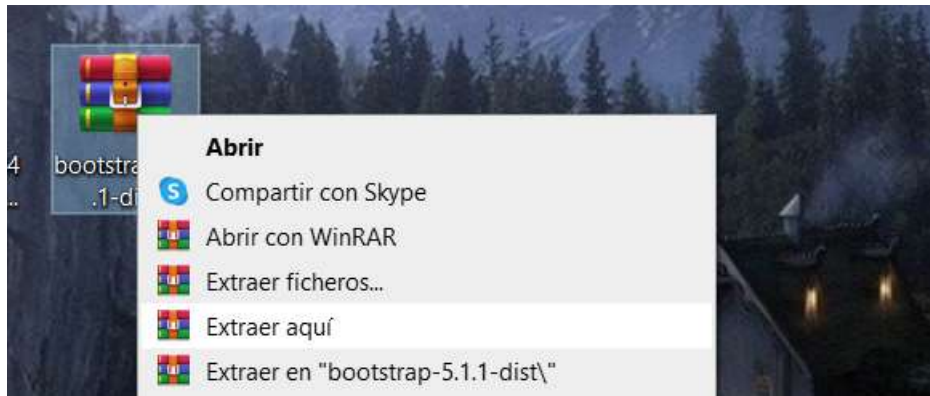 4
..
bootstra
.1-di
Abrir
Compartir con Skype
Abrir con WinRAR
Extraer ficheros...
Extraer aquí
Extraer en "bootstrap-5.1.1-dist\"